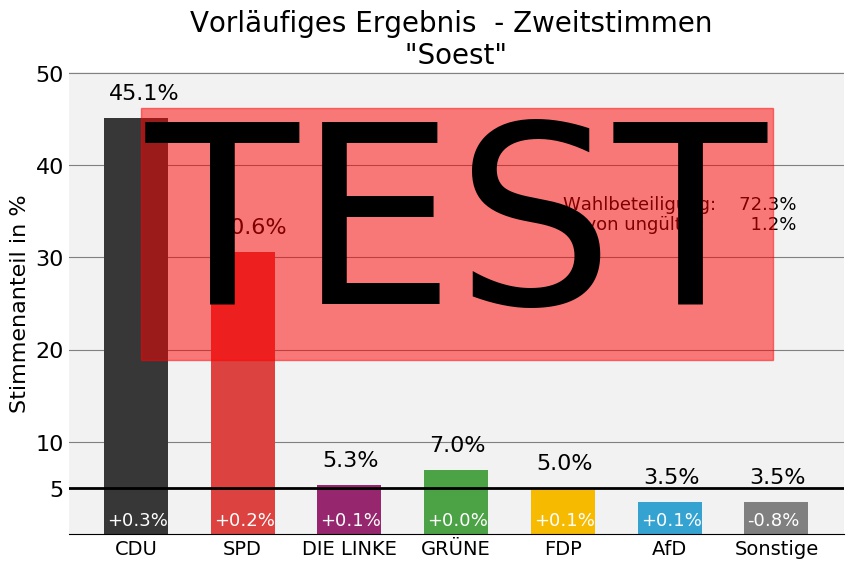 Vorläufiges Ergebnis - Zweitstimmen
"Soest"
Stimmenanteil in %
50
40
30
20
10
5
45.1%
0.6%
5.3%
7.0%
5.0%
3.5%
3.5%
TEST
Wahlbeteiligung: 72.3%
1.2%
+0.3%
+0.2%
+0.1%
+0.0%
+0.1%
+0.1%
-0.8%
CDU
SPD
DIE LINKE
GRÜNE
FDP
AfD
Sonstige